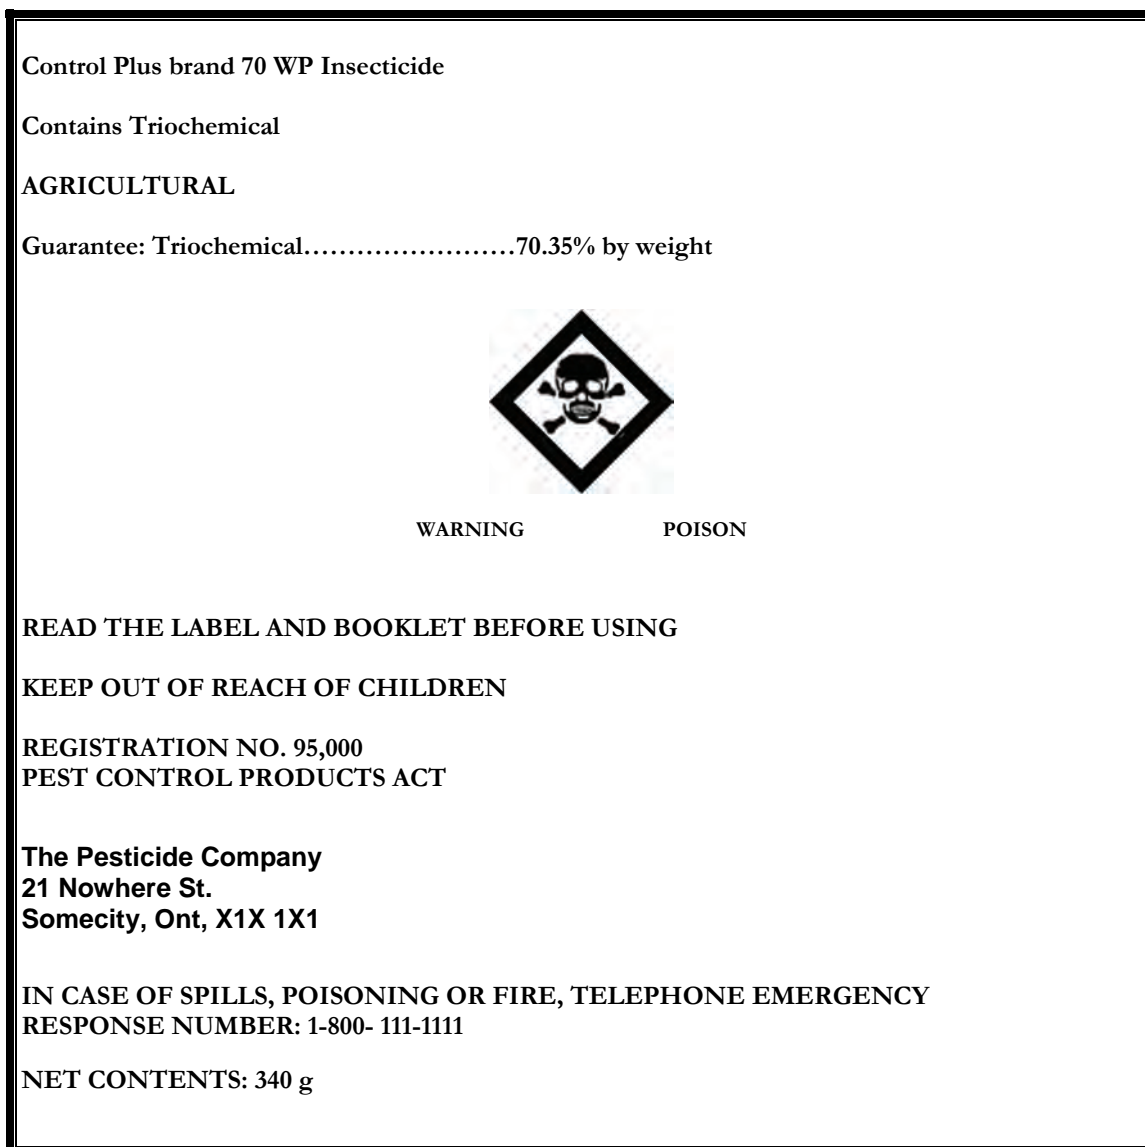 Control Plus brand 70 WP Insecticide
Contains Triochemical
AGRICULTURAL
Guarantee: Triochemical……………………70.35% by weight
WARNING POISON
READ THE LABEL AND BOOKLET BEFORE USING
KEEP OUT OF REACH OF CHILDREN
REGISTRATION NO. 95,000
PEST CONTROL PRODUCTS ACT
The Pesticide Company
21 Nowhere St.
Somecity, Ont, X1X 1X1
IN CASE OF SPILLS, POISONING OR FIRE, TELEPHONE EMERGENCY
RESPONSE NUMBER: 1-800- 111-1111
NET CONTENTS: 340 g